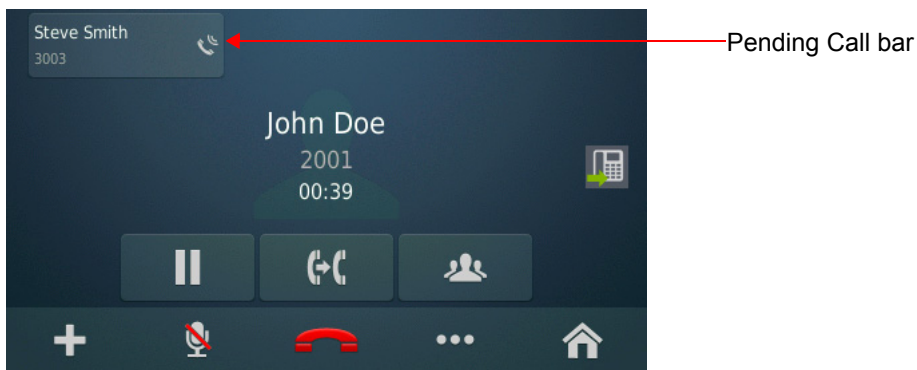 Steve Smith
3003
Pending Call bar
John Doe
2001
00:39